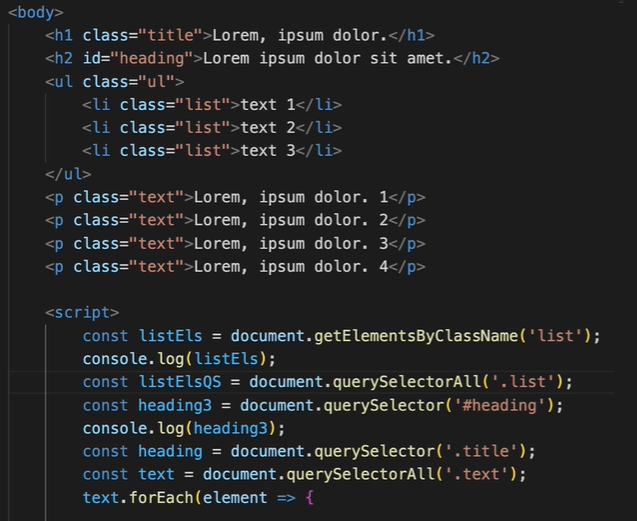 <body>
<h1 class="title">Lorem, ipsum dolor.</h1>
<h2 id="heading">Lorem ipsum dolor sit amet.</h2>
<ul class="ul">
<li class="list">text 1</li>
<li class="list">text 2</li>
<li class="list">text 3</li>
</ul>
<p class="text">Lorem, ipsum dolor. 1</p>
<p class="text">Lorem, ipsum dolor. 2</p>
<p class="text">Lorem, ipsum dolor. 3</p>
<p class="text">Lorem, ipsum dolor. 4</p>
<script>
const listEls = document.getElementsByClassName('list');
console.log(listEls);
const listElsQS = document.querySelectorAll('.list');
const heading3 = document.querySelector('#heading');
console.log(heading3);
const heading = document.querySelector('.title');
const text = document.querySelectorAll('.text');
text.forEach(element => {